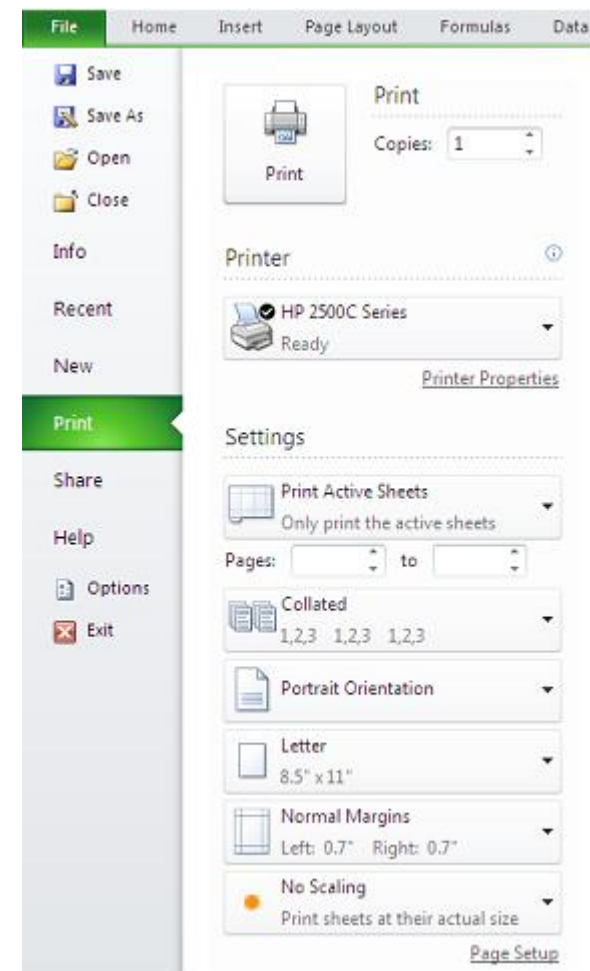 File Home Insert Page Layout Formulas Data
Save
Save As
Open
Close
Info
Recent
New
Print
Share
Help
Options
Exit
Print
Print
Copies: 1
Printer
HP 2500C Series
Ready
Printer Properties
Settings
Print Active Sheets
Only print the active sheets
Pages: to
Collated
1,2,3 1,2,3 1,2,3
Portrait Orientation
Letter
8.5" x 11"
Normal Margins
Left: 0.7" Right: 0.7"
No Scaling
Print sheets at their actual size
Page Setup